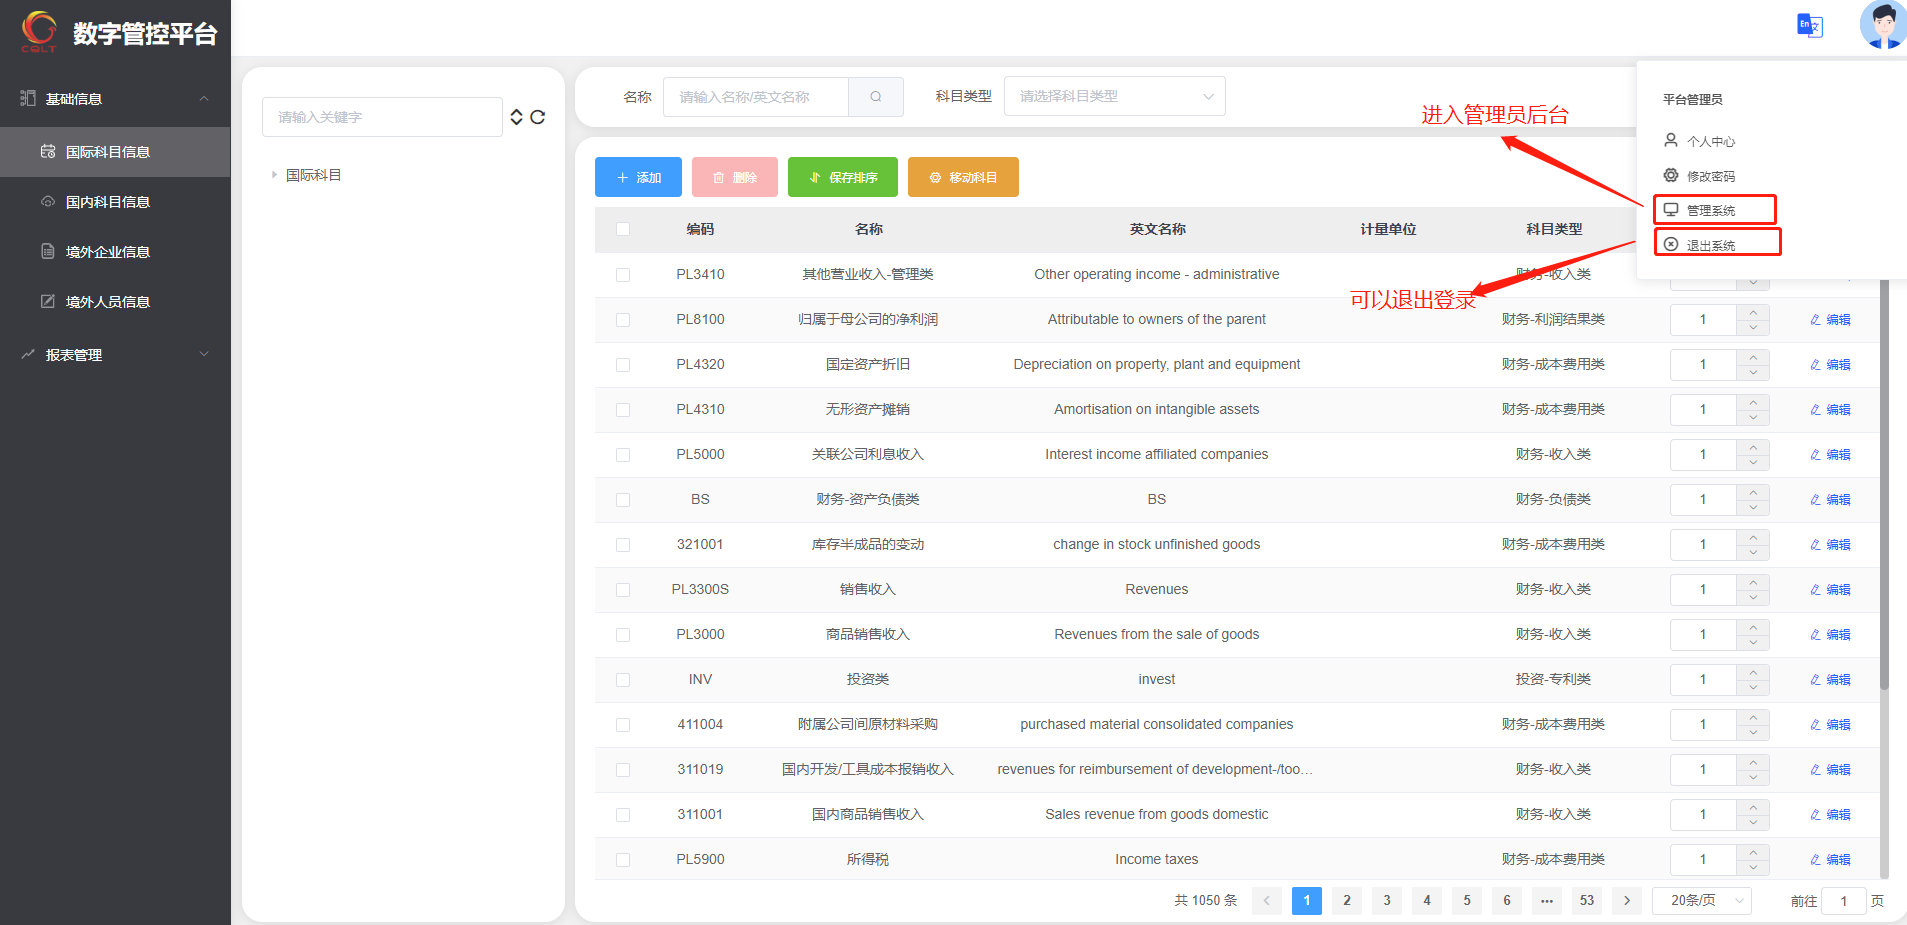 CQLT
数字管控平台
En 文
基础信息
国际科目信息
国内科目信息
境外企业信息
境外人员信息
报表管理
请输入关键字
国际科目
名称 请输入名称/英文名称 科目类型 请选择科目类型
进入管理员后台
平台管理员
个人中心
修改密码
管理系统
退出系统
可以退出登录
添加 删除 保存排序 移动科目
编码 名称 英文名称 计量单位 科目类型
PL3410 其他营业收入-管理类 Other operating income - administrative 财务-收入类
PL8100 归属于母公司的净利润 Attributable to owners of the parent 财务-利润结果类 1 编辑
PL4320 固定资产折旧 Depreciation on property, plant and equipment 财务-成本费用类 1 编辑
PL4310 无形资产摊销 Amortisation on intangible assets 财务-成本费用类 1 编辑
PL5000 关联公司利息收入 Interest income affiliated companies 财务-收入类 1 编辑
BS 财务-资产负债类 BS 财务-负债类 1 编辑
321001 库存半成品的变动 change in stock unfinished goods 财务-成本费用类 1 编辑
PL3300S 销售收入 Revenues 财务-收入类 1 编辑
PL3000 商品销售收入 Revenues from the sale of goods 财务-收入类 1 编辑
INV 投资类 invest 投资-专利类 1 编辑
411004 附属公司间原材料采购 purchased material consolidated companies 财务-成本费用类 1 编辑
311019 国内开发/工具成本报销收入 revenues for reimbursement of development-/too… 财务-收入类 1 编辑
311001 国内商品销售收入 Sales revenue from goods domestic 财务-收入类 1 编辑
PL5900 所得税 Income taxes 财务-成本费用类 1 编辑
共 1050 条 1 2 3 4 5 6 ••• 53 20条/页 前往 1 页